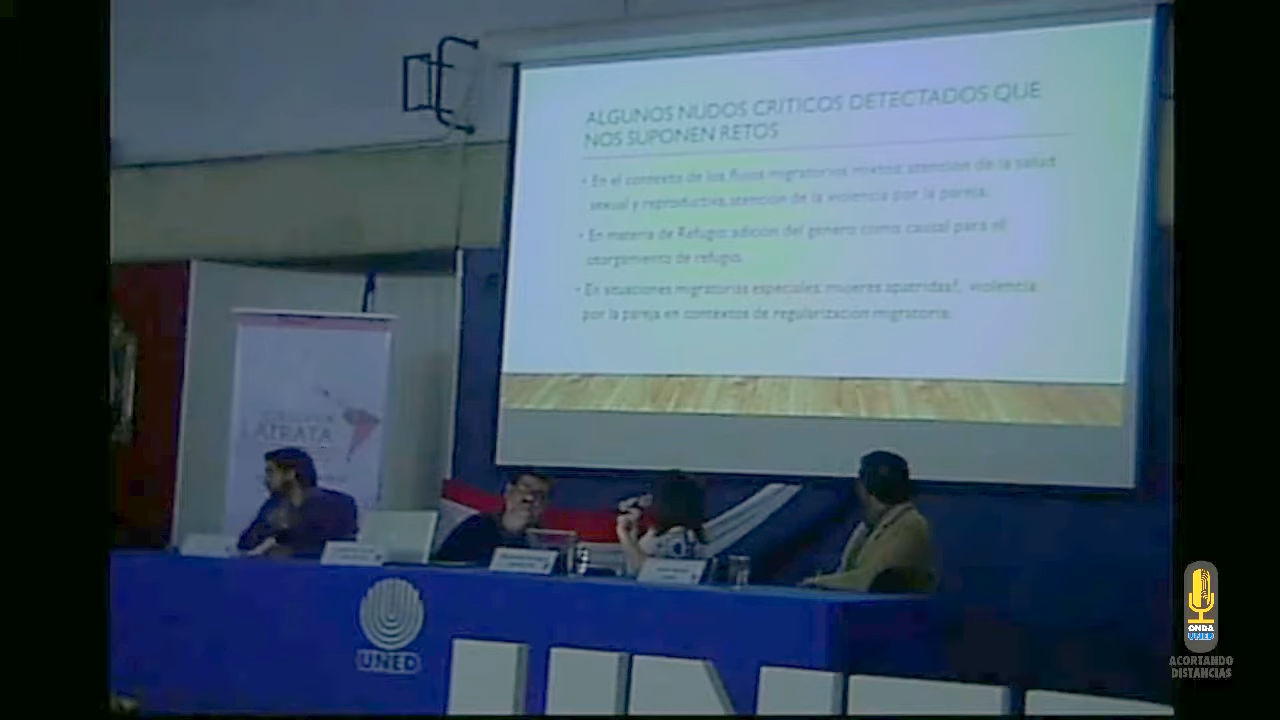 ALGUNOS NUDOS CRÍTICOS DETECTADOS QUE
NOS SUPONEN RETOS
• En el contexto de los flujos migratorios mixtos, atención de la salud
sexual y reproductiva, atención de la violencia por la pareja.
• En materia de Refugio: adición del género como causal para el
otorgamiento de refugio.
• En situaciones migratorias especiales: mujeres apátridas, violencia
por la pareja en contextos de regularización migratoria.
UNED
ONDA
UNED
ACORTANDO
DISTANCIAS